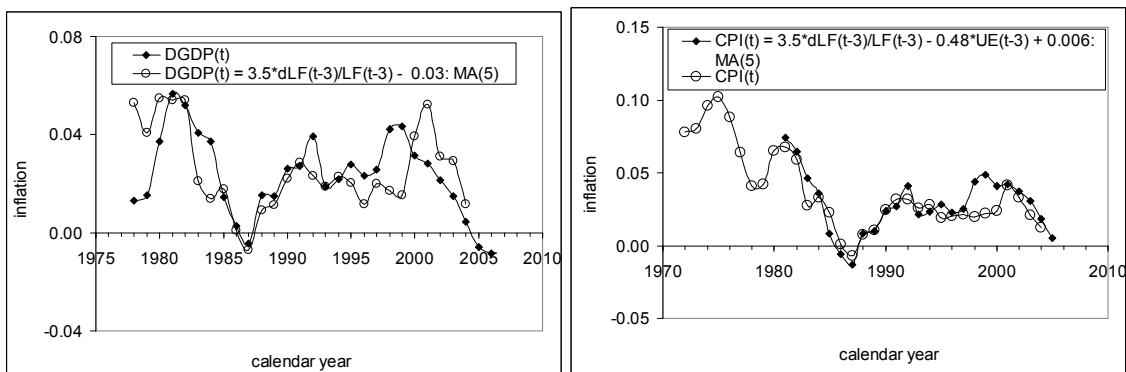 0.08
DGDP(t)
DGDP(t) = 3.5*dLF(t-3)/LF(t-3) - 0.03: MA(5)
0.04
inflation
0.00
1975 1980 1985 1990 1995 2000 2005 2010
-0.04
calendar year
0.15
CPI(t) = 3.5*dLF(t-3)/LF(t-3) - 0.48*UE(t-3) + 0.006:
MA(5)
CPI(t)
0.10
inflation
0.05
0.00
1970 1980 1990 2000 2010
-0.05
calendar year